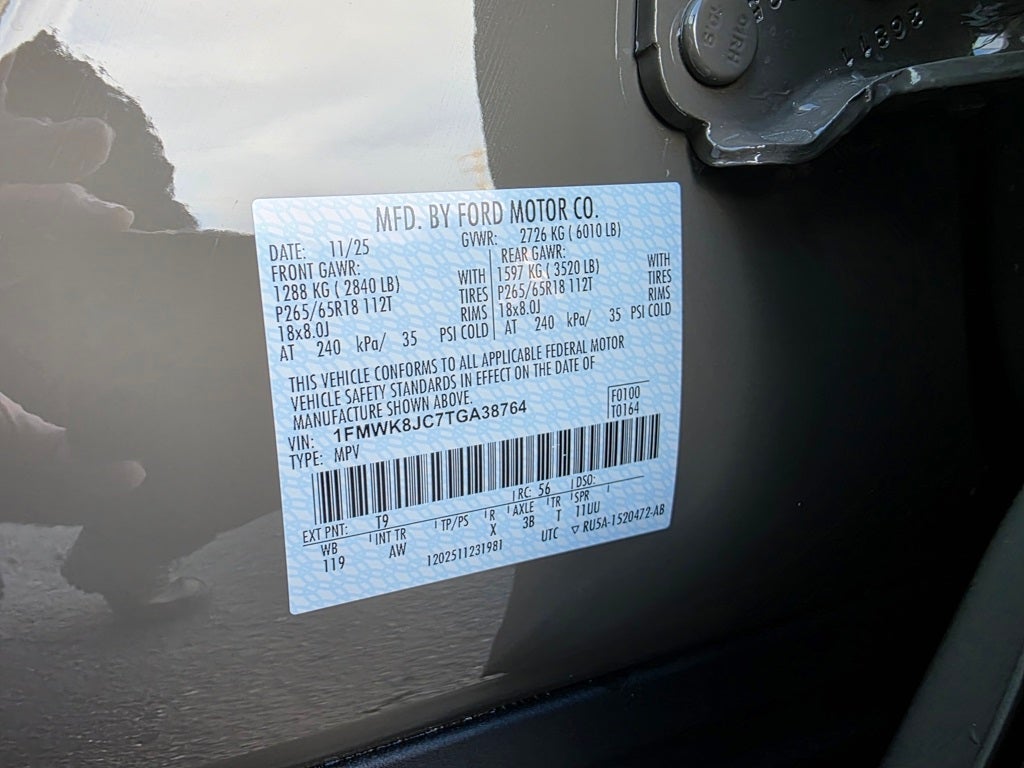 MFD. BY FORD MOTOR CO.
DATE: 11/25 GVWR: 2726 KG ( 6010 LB)
FRONT GAWR: REAR GAWR:
1288 KG ( 2840 LB) WITH 1597 KG ( 3520 LB) WITH
P265/65R18 112T TIRES P265/65R18 112T TIRES
18x8.0J RIMS 18x8.0J RIMS
AT 240 kPa/ 35 PSI COLD AT 240 kPa/ 35 PSI COLD
THIS VEHICLE CONFORMS TO ALL APPLICABLE FEDERAL MOTOR
VEHICLE SAFETY STANDARDS IN EFFECT ON THE DATE OF
MANUFACTURE SHOWN ABOVE.
VIN: 1FMWK8JC7TGA38764 F0100
TYPE: MPV T0164
EXT PNT: T9 RC: 56 DSO:
WB INT TR TP/PS R AXLE TR SPR
119 AW X 3B T 11UU
1202511231981 UTC ▽ RU5A-1520472-AB